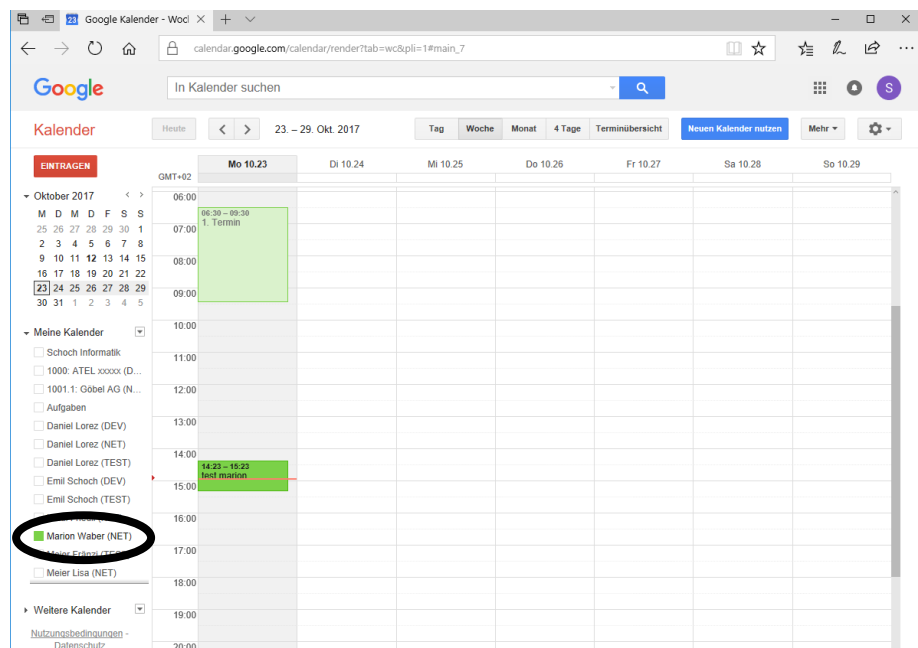 Google Kalender - Wocl
calendar.google.com/calendar/render?tab=wc&pli=1#main_7
Google
In Kalender suchen
S
Kalender
Heute
23. – 29. Okt. 2017
Tag Woche Monat 4 Tage Terminübersicht
Neuen Kalender nutzen
Mehr
EINTRAGEN
GMT+02
Mo 10.23 Di 10.24 Mi 10.25 Do 10.26 Fr 10.27 Sa 10.28 So 10.29
Oktober 2017
M D M D F S S
25 26 27 28 29 30 1
2 3 4 5 6 7 8
9 10 11 12 13 14 15
16 17 18 19 20 21 22
23 24 25 26 27 28 29
30 31 1 2 3 4 5
Meine Kalender
Schoch Informatik
1000: ATEL xxxxx (D...
1001.1: Göbel AG (N...
Aufgaben
Daniel Lorez (DEV)
Daniel Lorez (NET)
Daniel Lorez (TEST)
Emil Schoch (DEV)
Emil Schoch (TEST)
Marion Waber (NET)
Meier Fränzi (TEST)
Meier Lisa (NET)
Weitere Kalender
Nutzungsbedingungen -
Datenschutz
06:00
07:00
08:00
09:00
10:00
11:00
12:00
13:00
14:00
15:00
16:00
17:00
18:00
19:00
20:00
06:30 – 09:30
1. Termin
14:23 – 15:23
test marion